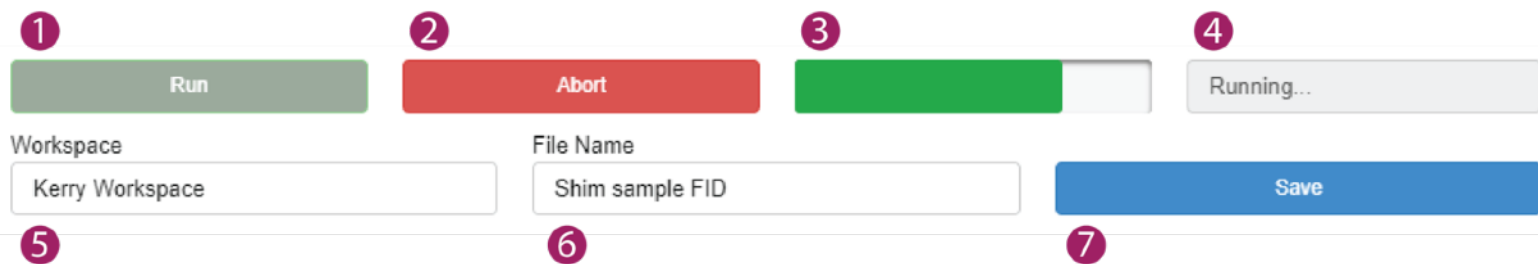 1 2 3 4
Run Abort Running...
Workspace File Name
Kerry Workspace Shim sample FID Save
5 6 7